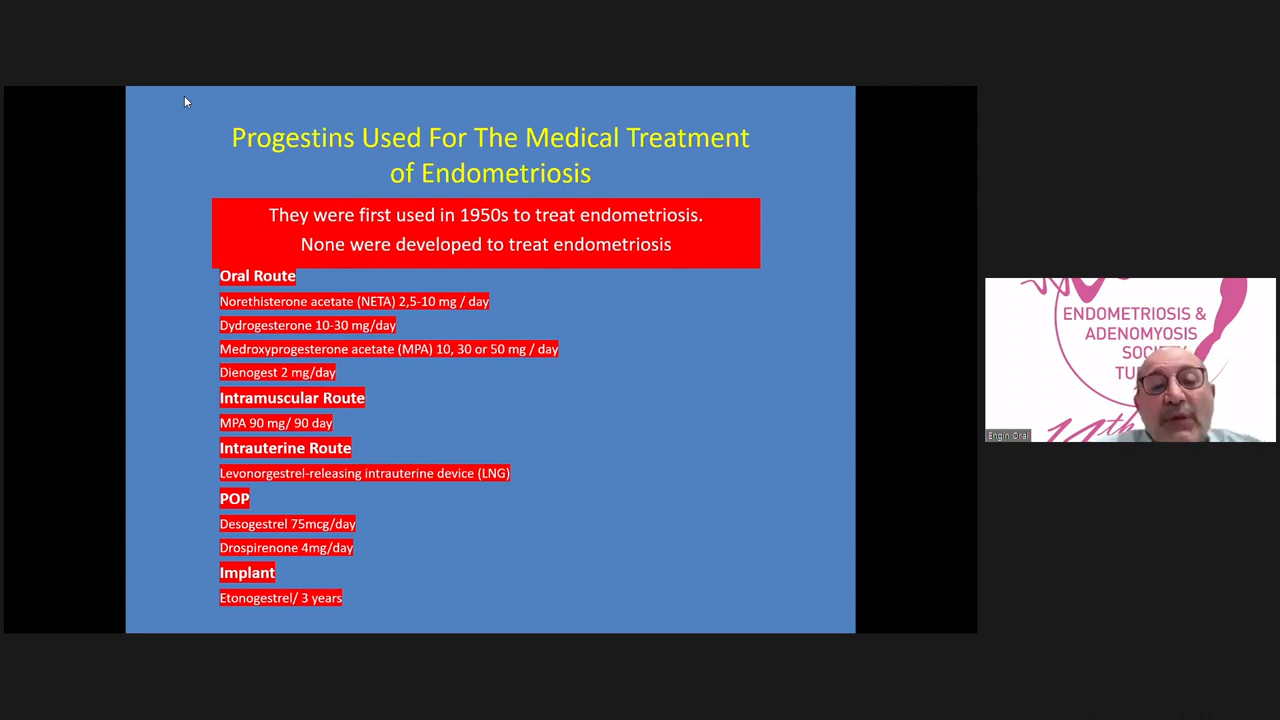 Progestins Used For The Medical Treatment
of Endometriosis
They were first used in 1950s to treat endometriosis.
None were developed to treat endometriosis
Oral Route
Norethisterone acetate (NETA) 2,5-10 mg / day
Dydrogesterone 10-30 mg/day
Medroxyprogesterone acetate (MPA) 10, 30 or 50 mg / day
Dienogest 2 mg/day
Intramuscular Route
MPA 90 mg/ 90 day
Intrauterine Route
Levonorgestrel-releasing intrauterine device (LNG)
POP
Desogestrel 75mcg/day
Drospirenone 4mg/day
Implant
Etonogestrel/ 3 years
ENDOMETRIOSIS &
ADENOMYOSIS
Engin Oral